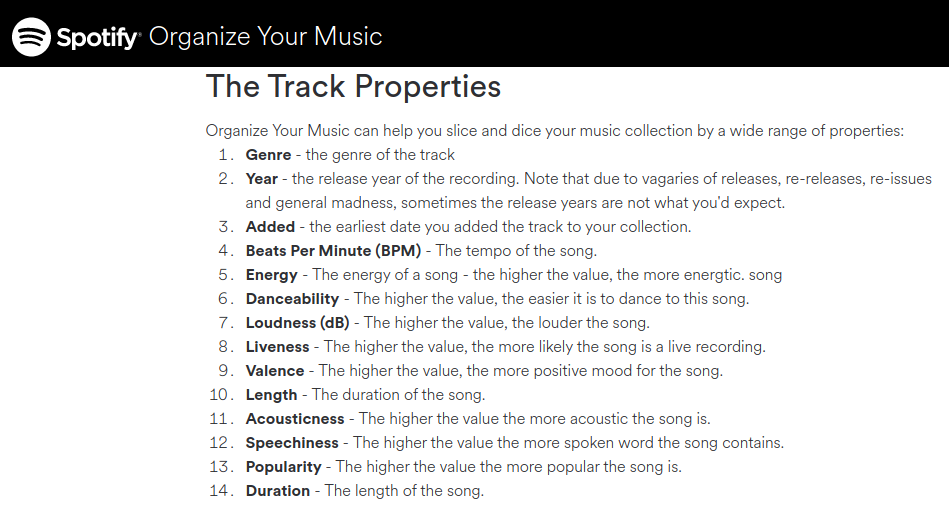 Spotify® Organize Your Music
The Track Properties
Organize Your Music can help you slice and dice your music collection by a wide range of properties:
1. Genre - the genre of the track
2. Year - the release year of the recording. Note that due to vagaries of releases, re-releases, re-issues
and general madness, sometimes the release years are not what you'd expect.
3. Added - the earliest date you added the track to your collection.
4. Beats Per Minute (BPM) - The tempo of the song.
5. Energy - The energy of a song - the higher the value, the more energtic. song
6. Danceability - The higher the value, the easier it is to dance to this song.
7. Loudness (dB) - The higher the value, the louder the song.
8. Liveness - The higher the value, the more likely the song is a live recording.
9. Valence - The higher the value, the more positive mood for the song.
10. Length - The duration of the song.
11. Acousticness - The higher the value the more acoustic the song is.
12. Speechiness - The higher the value the more spoken word the song contains.
13. Popularity - The higher the value the more popular the song is.
14. Duration - The length of the song.